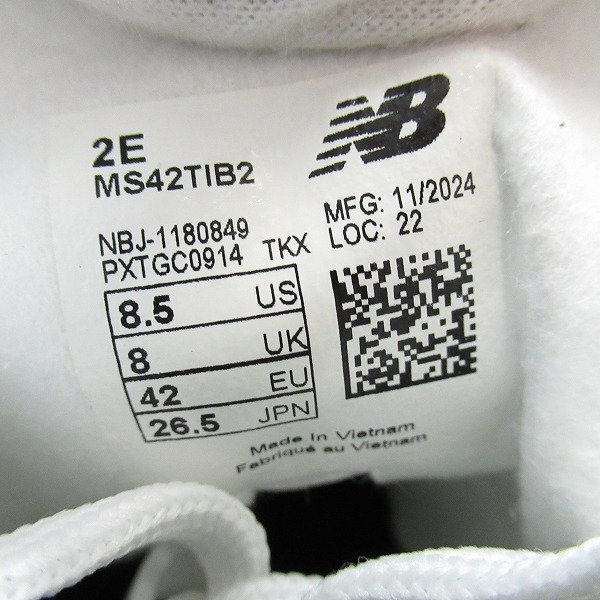 NB
2E
MS42TIB2
MFG: 11/2024
LOC: 22
NBJ-1180849
PXTGC0914 TKX
8.5 US
8 UK
42 EU
26.5 JPN
Made In Vietnam
Fabriqué au Vietnam